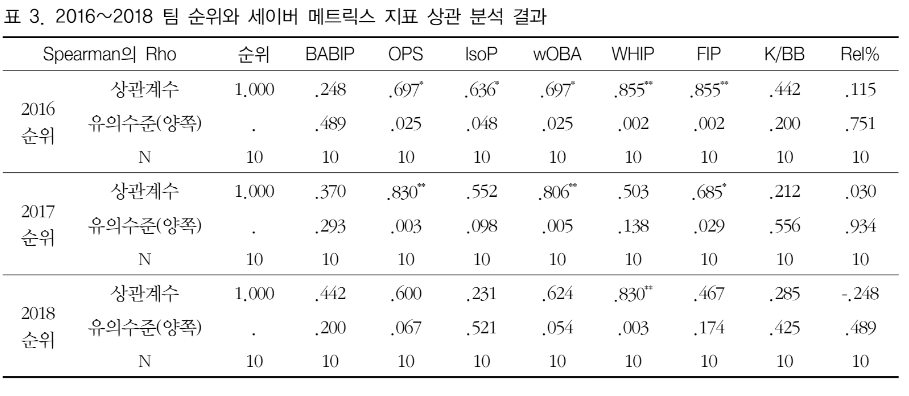 표 3. 2016~2018 팀 순위와 세이버 메트릭스 지표 상관 분석 결과
Spearman의 Rho 순위 BABIP OPS IsoP wOBA WHIP FIP K/BB Rel%
상관계수 1.000 .248 .697* .636* .697* .855** .855** .442 .115
2016 순위 유의수준(양쪽) . .489 .025 .048 .025 .002 .002 .200 .751
N 10 10 10 10 10 10 10 10 10
상관계수 1.000 .370 .830** .552 .806** .503 .685* .212 .030
2017 순위 유의수준(양쪽) . .293 .003 .098 .005 .138 .029 .556 .934
N 10 10 10 10 10 10 10 10 10
상관계수 1.000 .442 .600 .231 .624 .830** .467 .285 -.248
2018 순위 유의수준(양쪽) . .200 .067 .521 .054 .003 .174 .425 .489
N 10 10 10 10 10 10 10 10 10